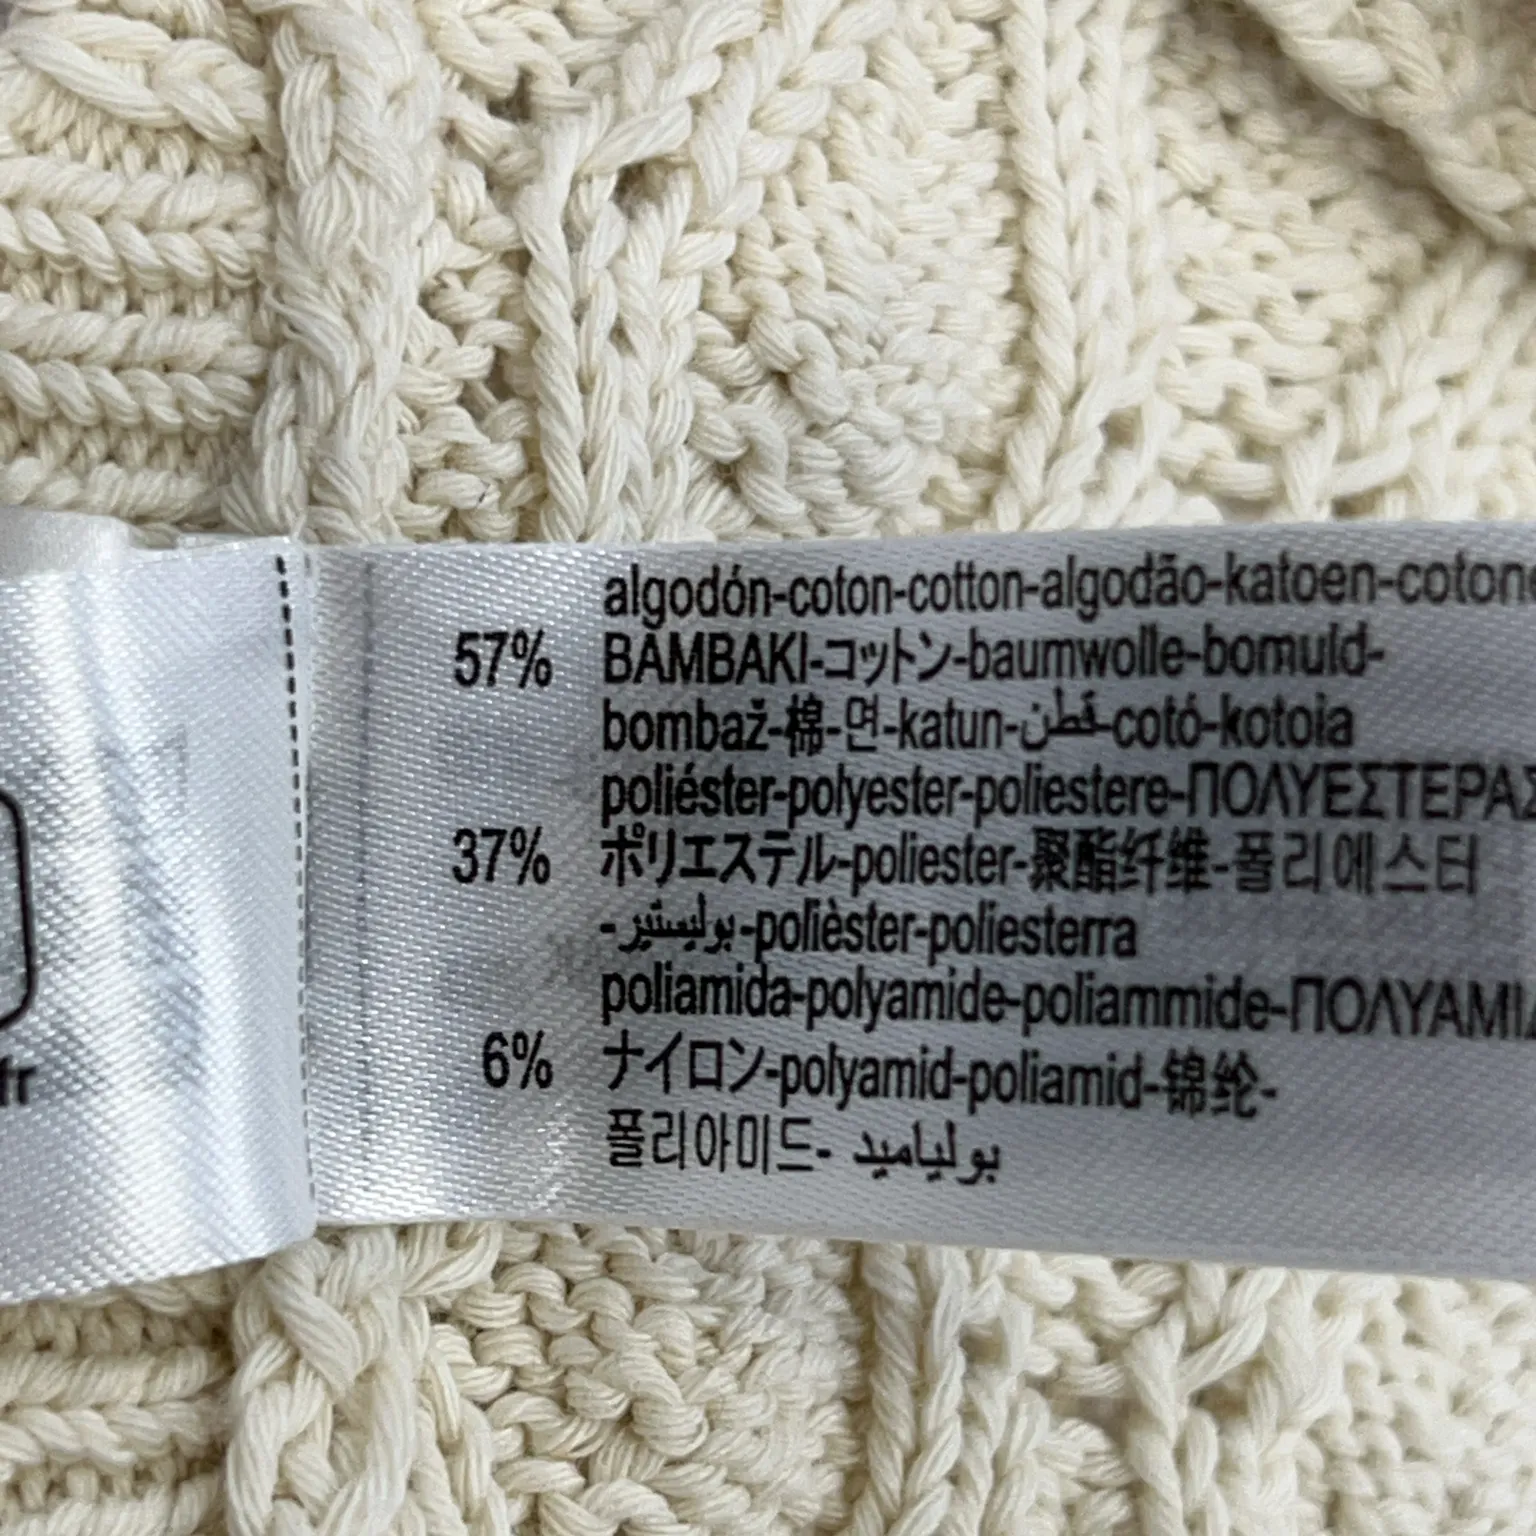 algodón-coton-cotton-algodão-katoen-cotone
57% BAMBAKI-コットン-baumwolle-bomuld-
bombaž-棉-면-katun-قطن-cotó-kotoia
poliéster-polyester-poliestere-ΠΟΛΥΕΣΤΕΡΑΣ
37% ポリエステル-poliester-聚酯纤维-폴리에스터
-بوليستير-polièster-poliesterra
poliamida-polyamide-poliammide-ΠΟΛΥΑΜΙ
6% ナイロン-polyamid-poliamid-锦纶-
폴리아미드- بولياميد
fr